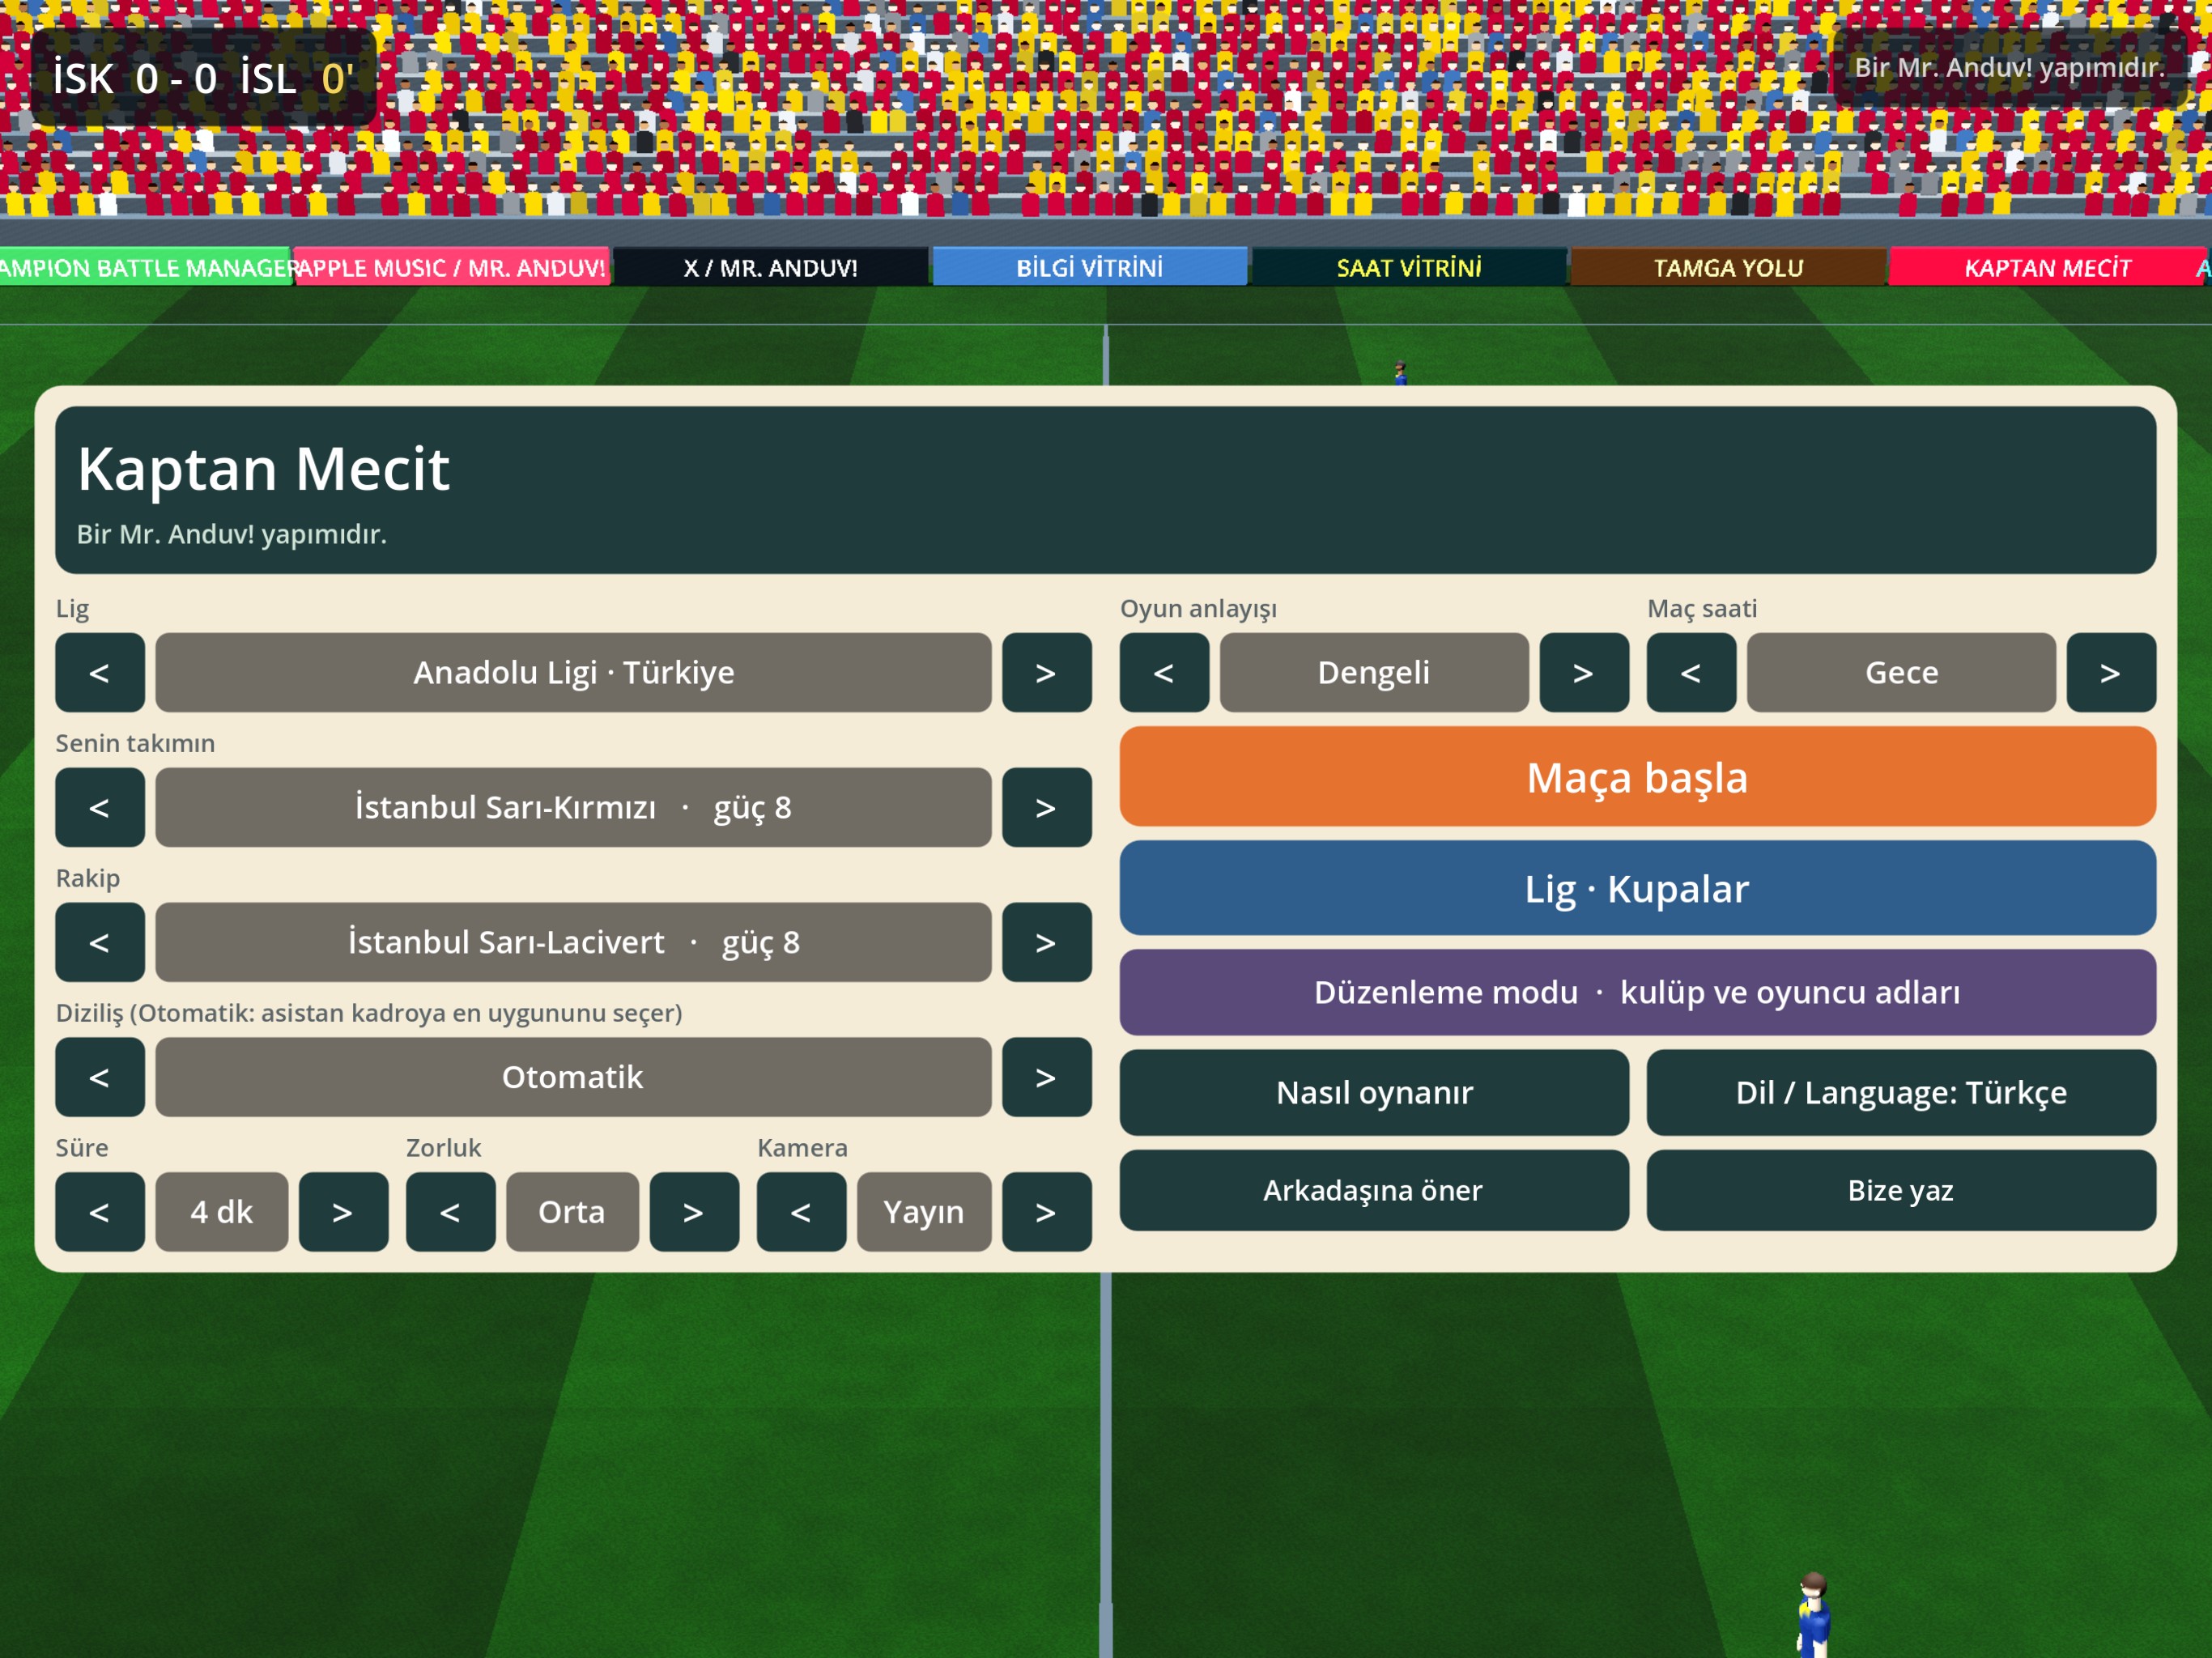 İSK 0 - 0 İSL 0'
Bir Mr. Anduv! yapımıdır.
AMPION BATTLE MANAGER
APPLE MUSIC / MR. ANDUV!
X / MR. ANDUV!
BİLGİ VİTRİNİ
SAAT VİTRİNİ
TAMGA YOLU
KAPTAN MECİT
A
Kaptan Mecit
Bir Mr. Anduv! yapımıdır.
Lig
< Anadolu Ligi · Türkiye >
Senin takımın
< İstanbul Sarı-Kırmızı · güç 8 >
Rakip
< İstanbul Sarı-Lacivert · güç 8 >
Diziliş (Otomatik: asistan kadroya en uygununu seçer)
< Otomatik >
Süre
< 4 dk >
Zorluk
< Orta >
Kamera
< Yayın >
Oyun anlayışı
< Dengeli >
Maç saati
< Gece >
Maça başla
Lig · Kupalar
Düzenleme modu · kulüp ve oyuncu adları
Nasıl oynanır
Dil / Language: Türkçe
Arkadaşına öner
Bize yaz